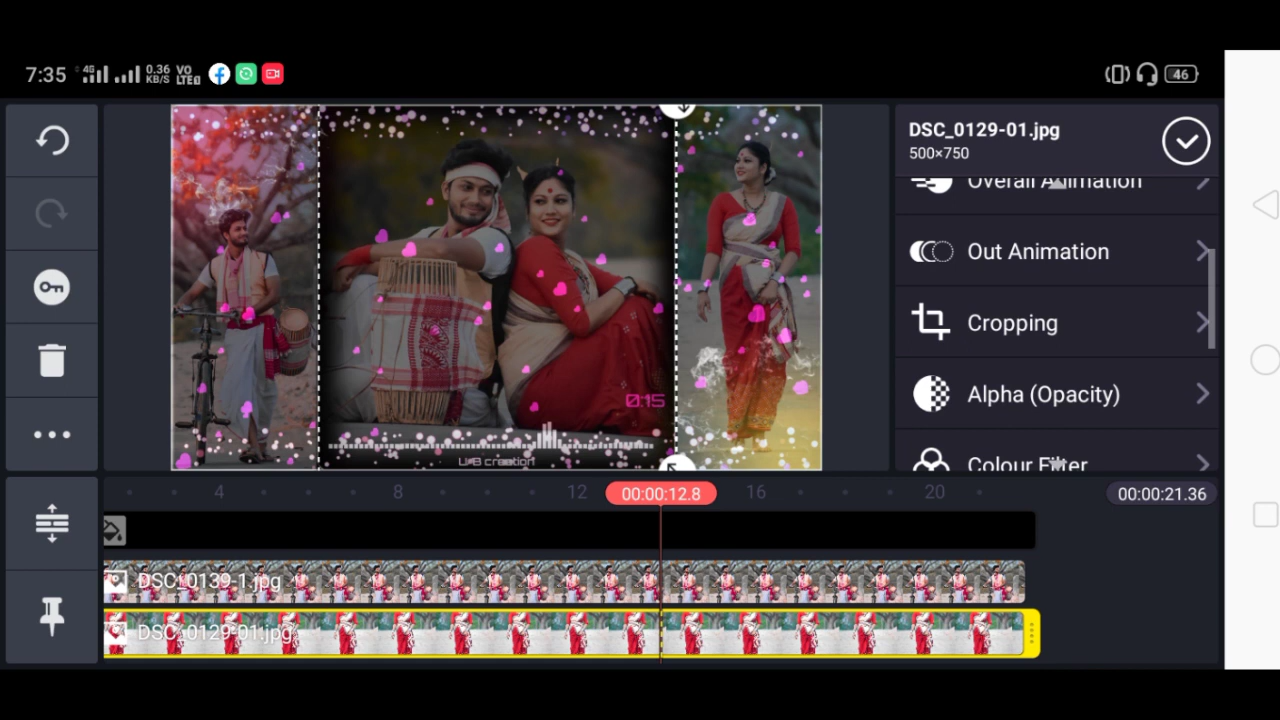 7:35 4G 0.36 KB/S VO LTE 46
DSC_0129-01.jpg
500×750
Overall Animation
Out Animation
Cropping
Alpha (Opacity)
Colour Filter
0:15
creation
4 8 12 00:00:12.8 16 20 00:00:21.36
DSC_0139-1.jpg
DSC_0129-01.jpg